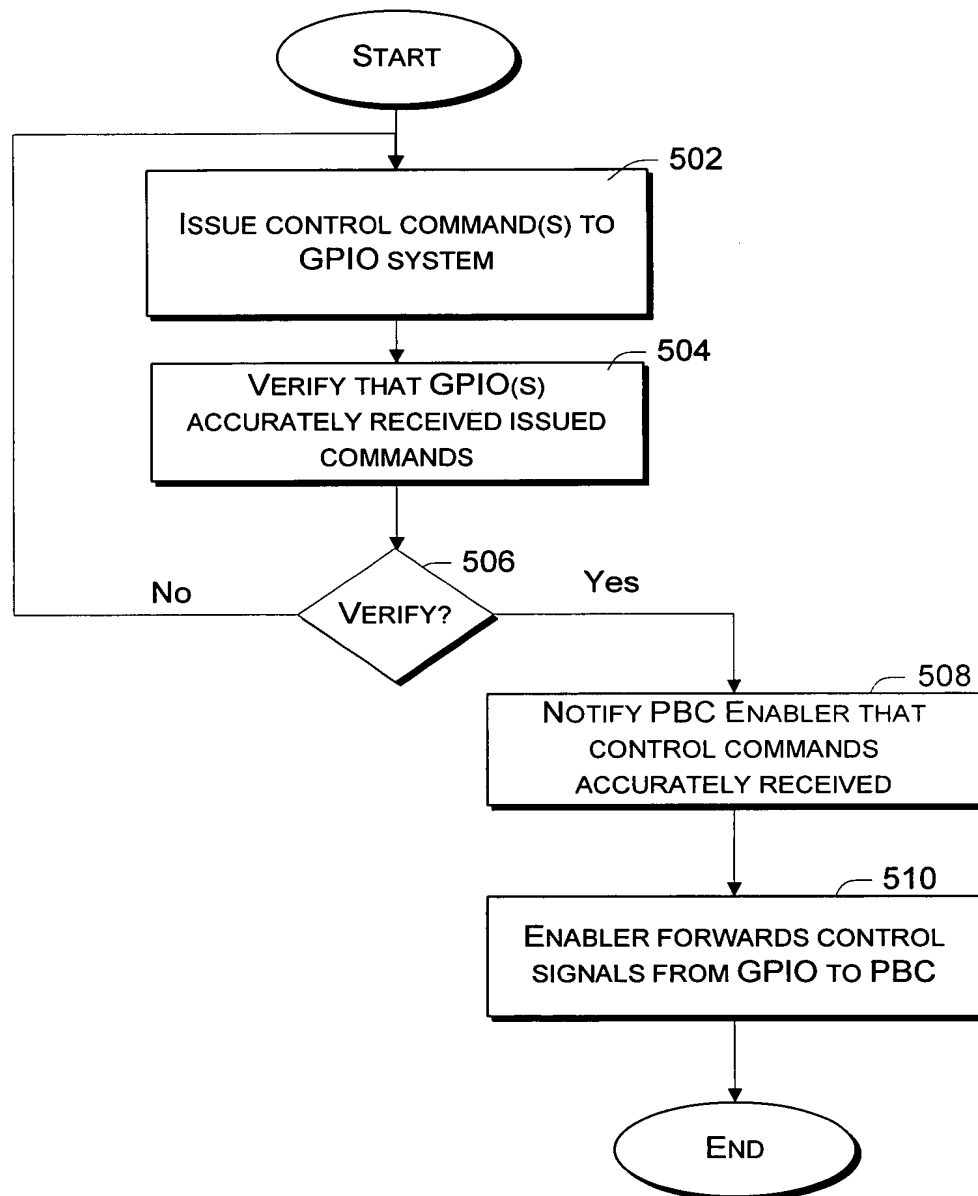 START
502
ISSUE CONTROL COMMAND(S) TO
GPIO SYSTEM
504
VERIFY THAT GPIO(S)
ACCURATELY RECEIVED ISSUED
COMMANDS
506
No
Yes
VERIFY?
508
NOTIFY PBC ENABLER THAT
CONTROL COMMANDS
ACCURATELY RECEIVED
510
ENABLER FORWARDS CONTROL
SIGNALS FROM GPIO TO PBC
END